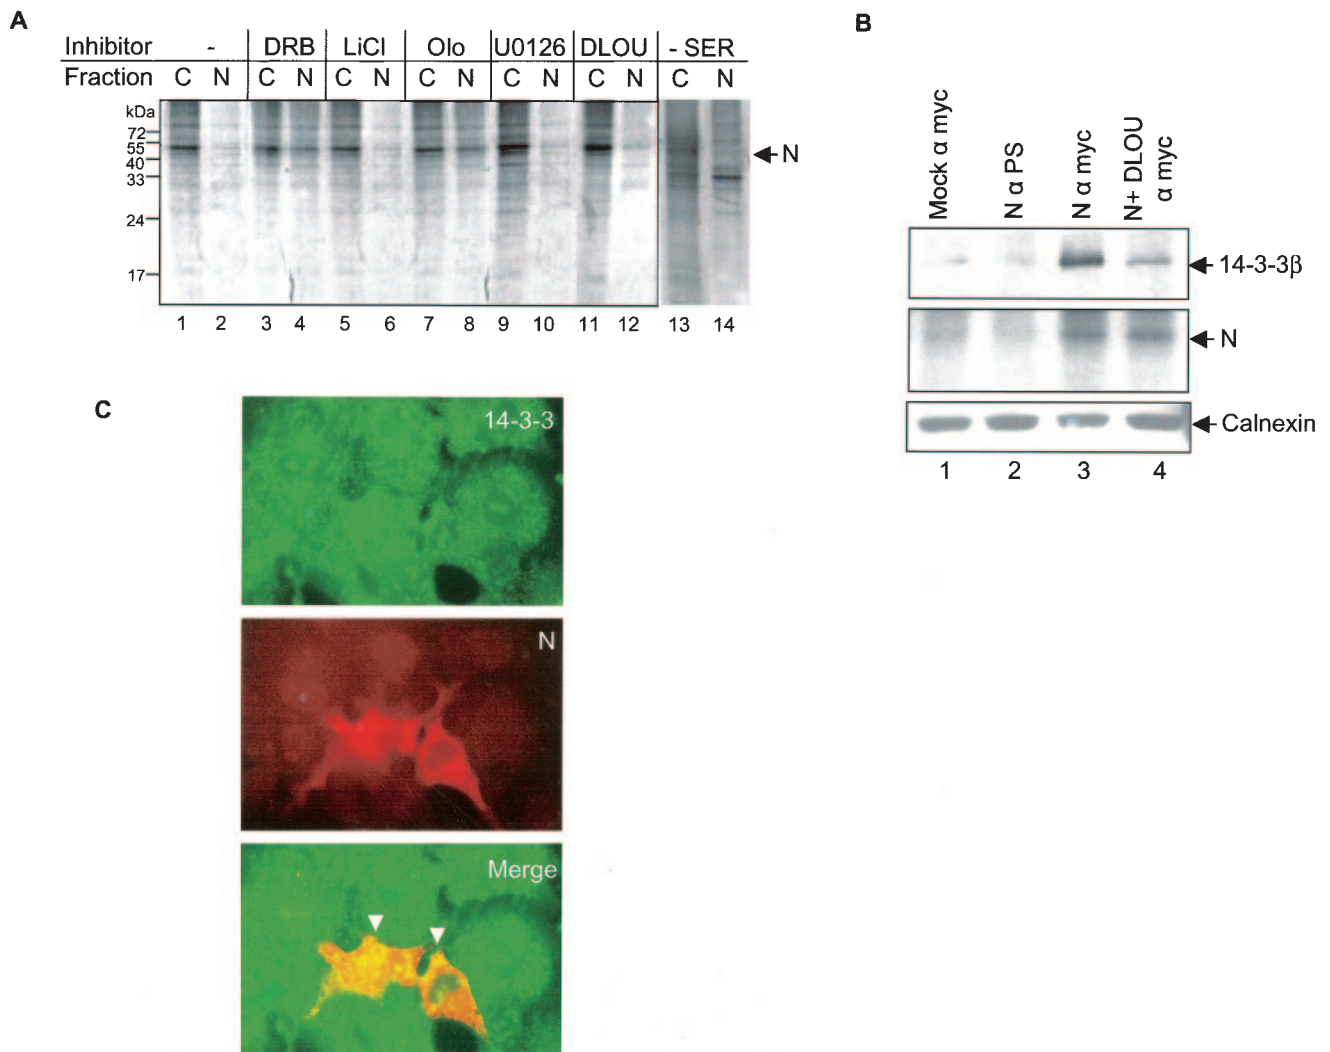 A
Inhibitor - DRB LiCl Olo U0126 DLOU - SER
Fraction C N C N C N C N C N C N C N
kDa
72
55
40
33
24
17
N
1 2 3 4 5 6 7 8 9 10 11 12 13 14
B
Mock α myc
N α PS
N α myc
N+ DLOU
α myc
14-3-3β
N
Calnexin
1 2 3 4
C
14-3-3
N
Merge